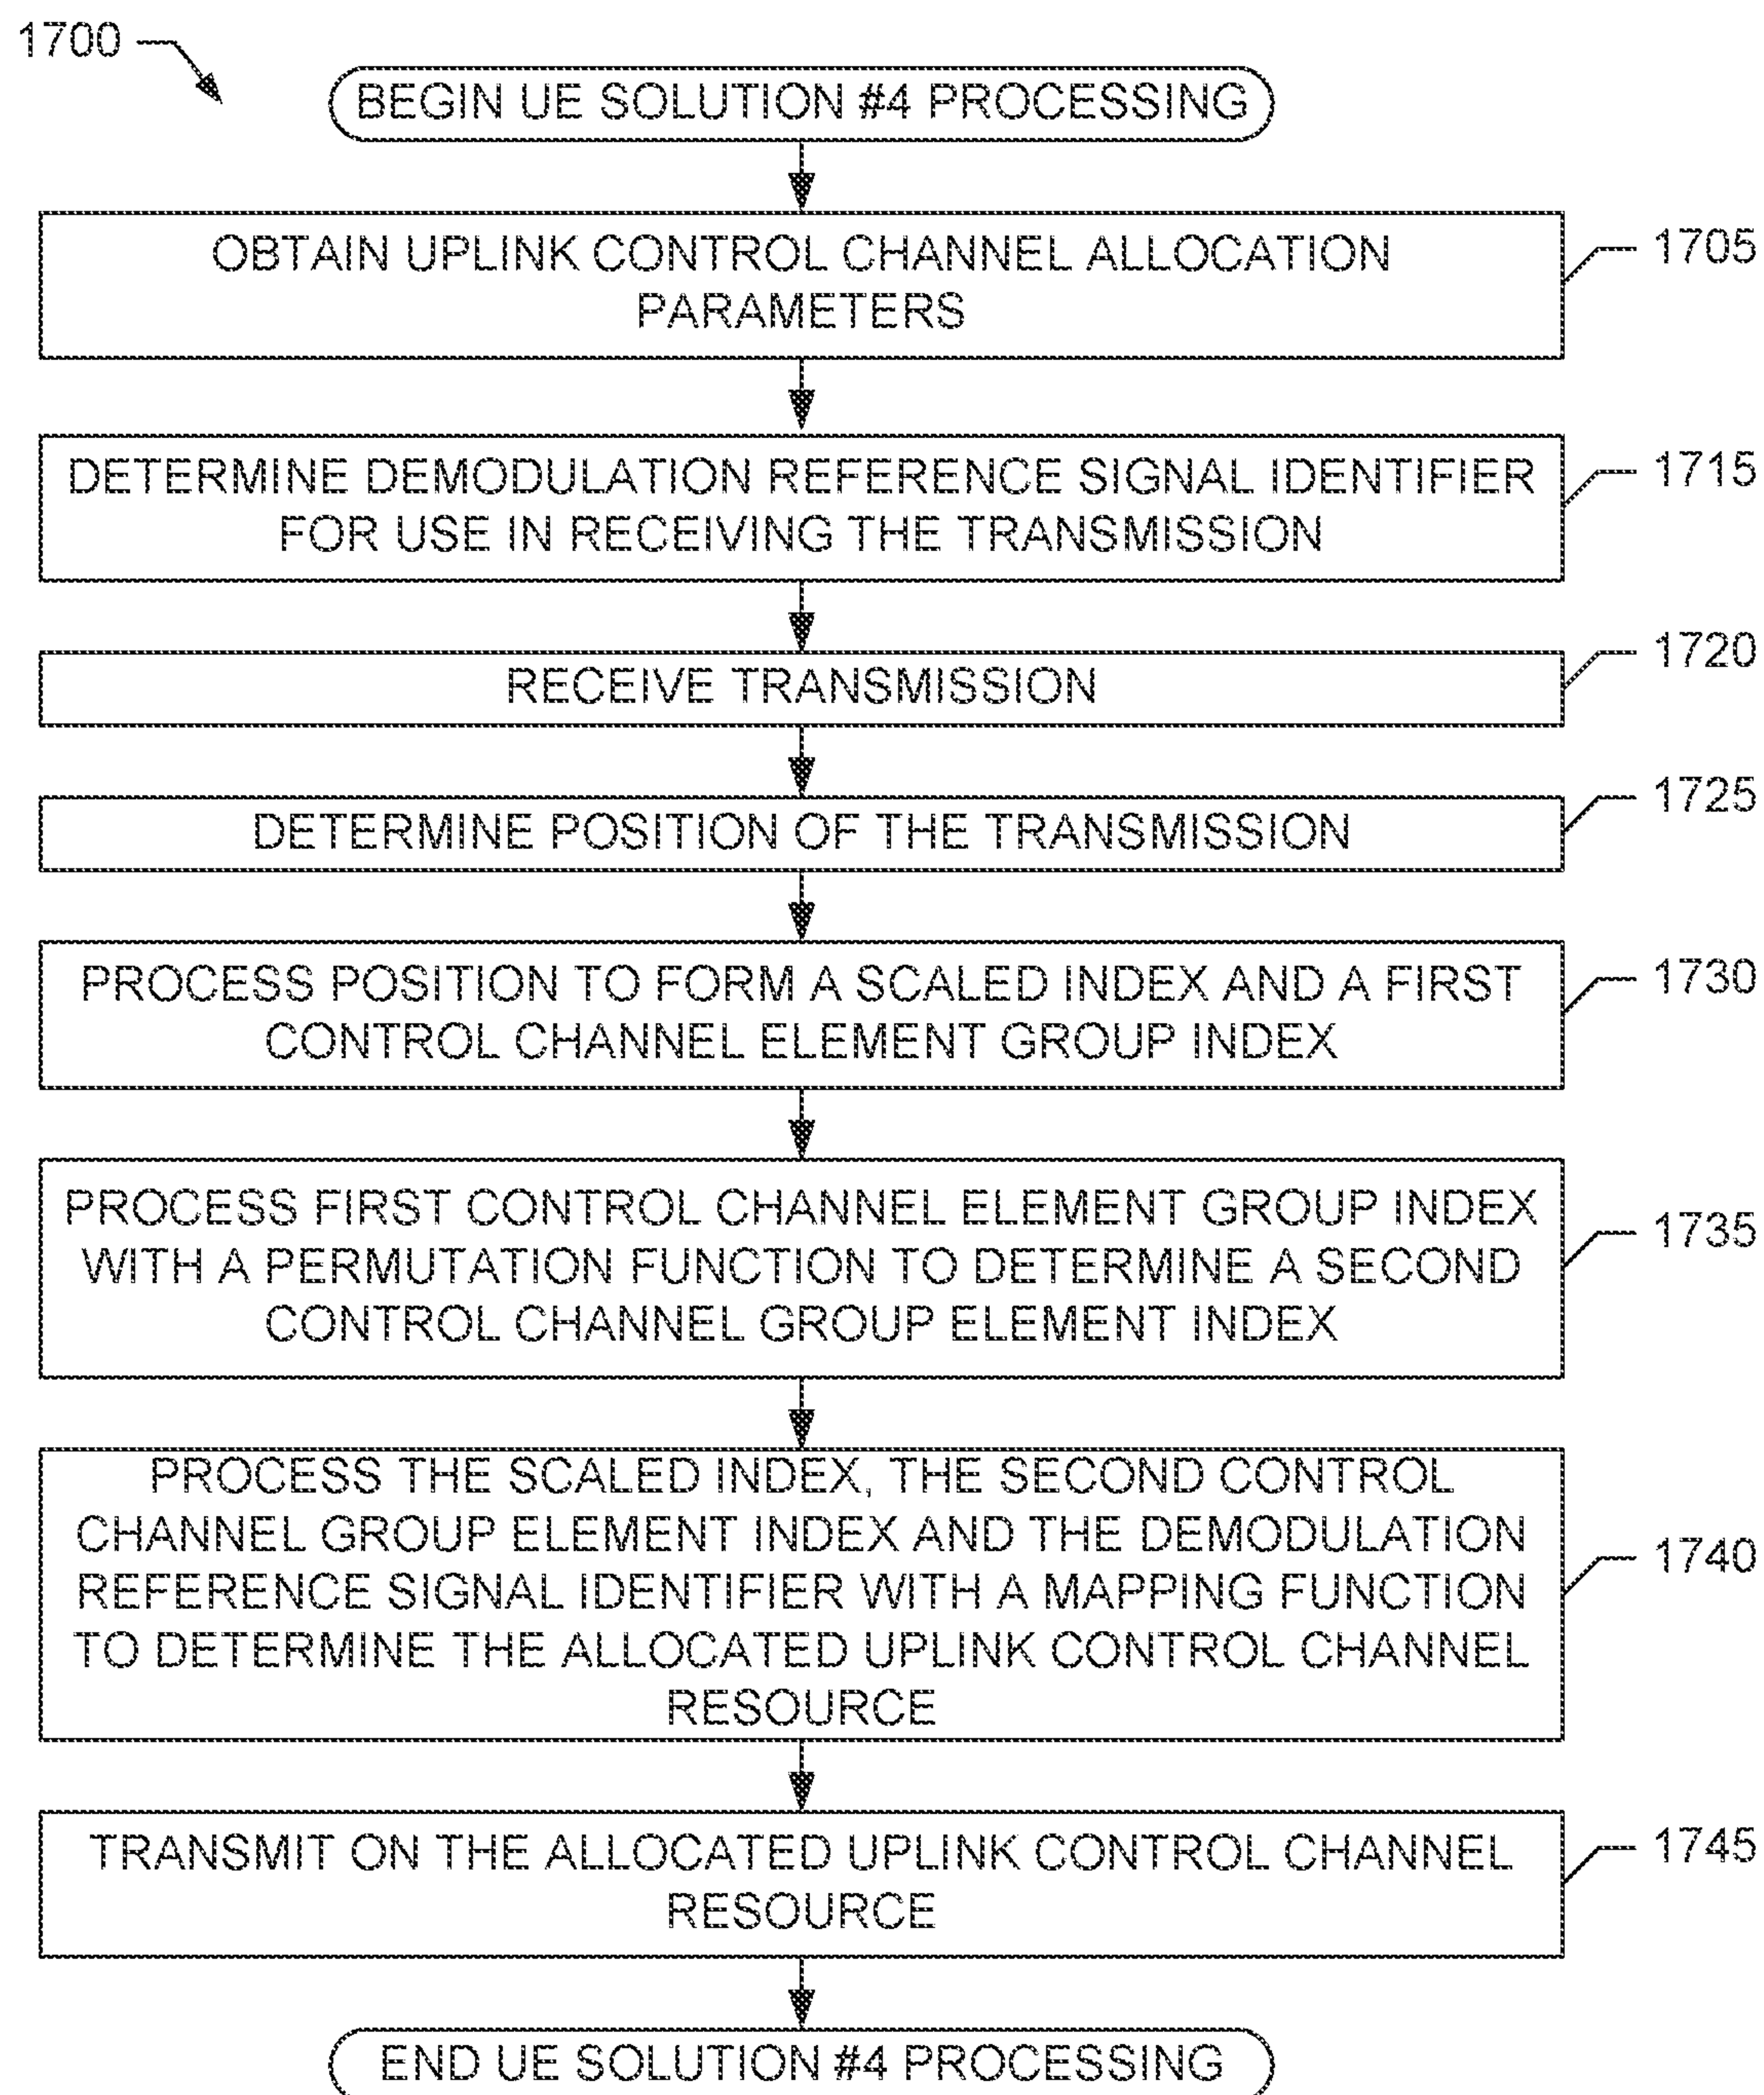 1700
BEGIN UE SOLUTION #4 PROCESSING
OBTAIN UPLINK CONTROL CHANNEL ALLOCATION
PARAMETERS
1705
DETERMINE DEMODULATION REFERENCE SIGNAL IDENTIFIER
FOR USE IN RECEIVING THE TRANSMISSION
1715
RECEIVE TRANSMISSION
1720
DETERMINE POSITION OF THE TRANSMISSION
1725
PROCESS POSITION TO FORM A SCALED INDEX AND A FIRST
CONTROL CHANNEL ELEMENT GROUP INDEX
1730
PROCESS FIRST CONTROL CHANNEL ELEMENT GROUP INDEX
WITH A PERMUTATION FUNCTION TO DETERMINE A SECOND
CONTROL CHANNEL GROUP ELEMENT INDEX
1735
PROCESS THE SCALED INDEX, THE SECOND CONTROL
CHANNEL GROUP ELEMENT INDEX AND THE DEMODULATION
REFERENCE SIGNAL IDENTIFIER WITH A MAPPING FUNCTION
TO DETERMINE THE ALLOCATED UPLINK CONTROL CHANNEL
RESOURCE
1740
TRANSMIT ON THE ALLOCATED UPLINK CONTROL CHANNEL
RESOURCE
1745
END UE SOLUTION #4 PROCESSING